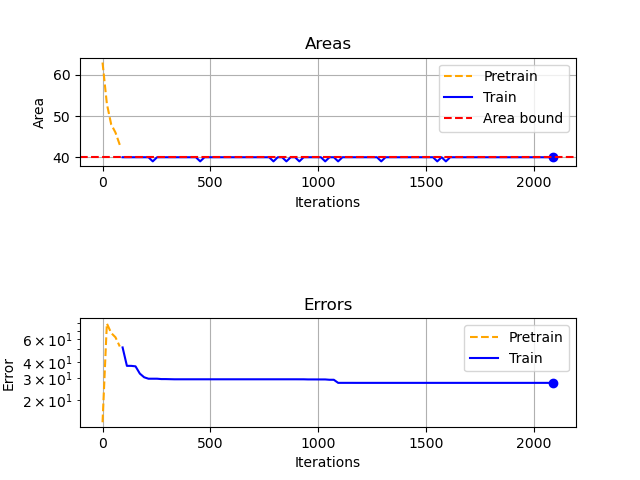 Areas
Area
60
50
40
Pretrain
Train
Area bound
0 500 1000 1500 2000
Iterations
Errors
Error
6 × 10¹
4 × 10¹
3 × 10¹
2 × 10¹
Pretrain
Train
0 500 1000 1500 2000
Iterations